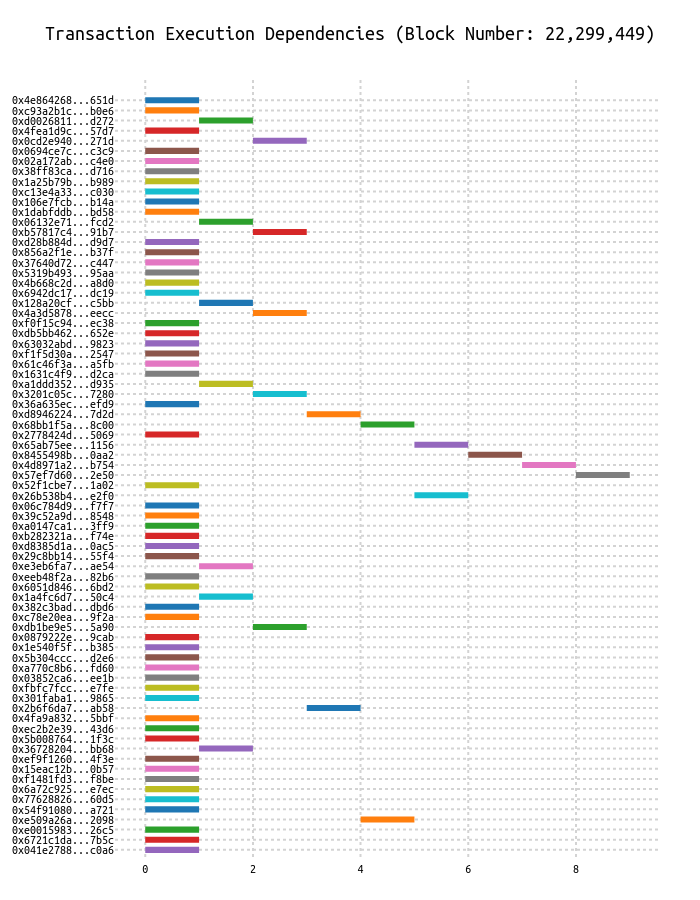 Transaction Execution Dependencies (Block Number: 22,299,449)
0x4e864268...651d
0xc93a2b1c...b0e6
0xd0026811...d272
0x4fea1d9c...57d7
0x0cd2e940...271d
0x0694ce7c...c3c9
0x02a172ab...c4e0
0x38ff83ca...d716
0x1a25b79b...b989
0xc13e4a33...c030
0x106e7fcb...b14a
0x1dabfddb...bd58
0x06132e71...fcd2
0xb57817c4...91b7
0xd28b884d...d9d7
0x856a2f1e...b37f
0x37640d72...c447
0x5319b493...95aa
0x4b668c2d...a8d0
0x6942dc17...dc19
0x128a20cf...c5bb
0x4a3d5878...eecc
0xf0f15c94...ec38
0xdb5bb462...652e
0x63032abd...9823
0xf1f5d30a...2547
0x61c46f3a...a5fb
0x1631c4f9...d2ca
0xa1ddd352...d935
0x3201c05c...7280
0x36a635ec...efd9
0xd8946224...7d2d
0x68bb1f5a...8c00
0x2778424d...5069
0x65ab75ee...1156
0x8455498b...0aa2
0x4d8971a2...b754
0x57ef7d60...2e50
0x52f1cbe7...1a02
0x26b538b4...e2f0
0x06c784d9...f7f7
0x39c52a9d...8548
0xa0147ca1...3ff9
0xb282321a...f74e
0xd8385d1a...0ac5
0x29c8bb14...55f4
0xe3eb6fa7...ae54
0xeeb48f2a...82b6
0x6051d846...6bd2
0x1a4fc6d7...50c4
0x382c3bad...dbd6
0xc78e20ea...9f2a
0xdb1be9e5...5a90
0x0879222e...9cab
0x1e540f5f...b385
0x5b304ccc...d2e6
0xa770c8b6...fd60
0x03852ca6...ee1b
0xfbfc7fcc...e7fe
0x301faba1...9865
0x2b6f6da7...ab58
0x4fa9a832...5bbf
0xec2b2e39...43d6
0x5b008764...1f3c
0x36728204...bb68
0xef9f1260...4f3e
0x15eac12b...0b57
0xf1481fd3...f8be
0x6a72c925...e7ec
0x77628826...60d5
0x54f91080...a721
0xe509a26a...2098
0xe0015983...26c5
0x6721c1da...7b5c
0x041e2788...c0a6
0 2 4 6 8